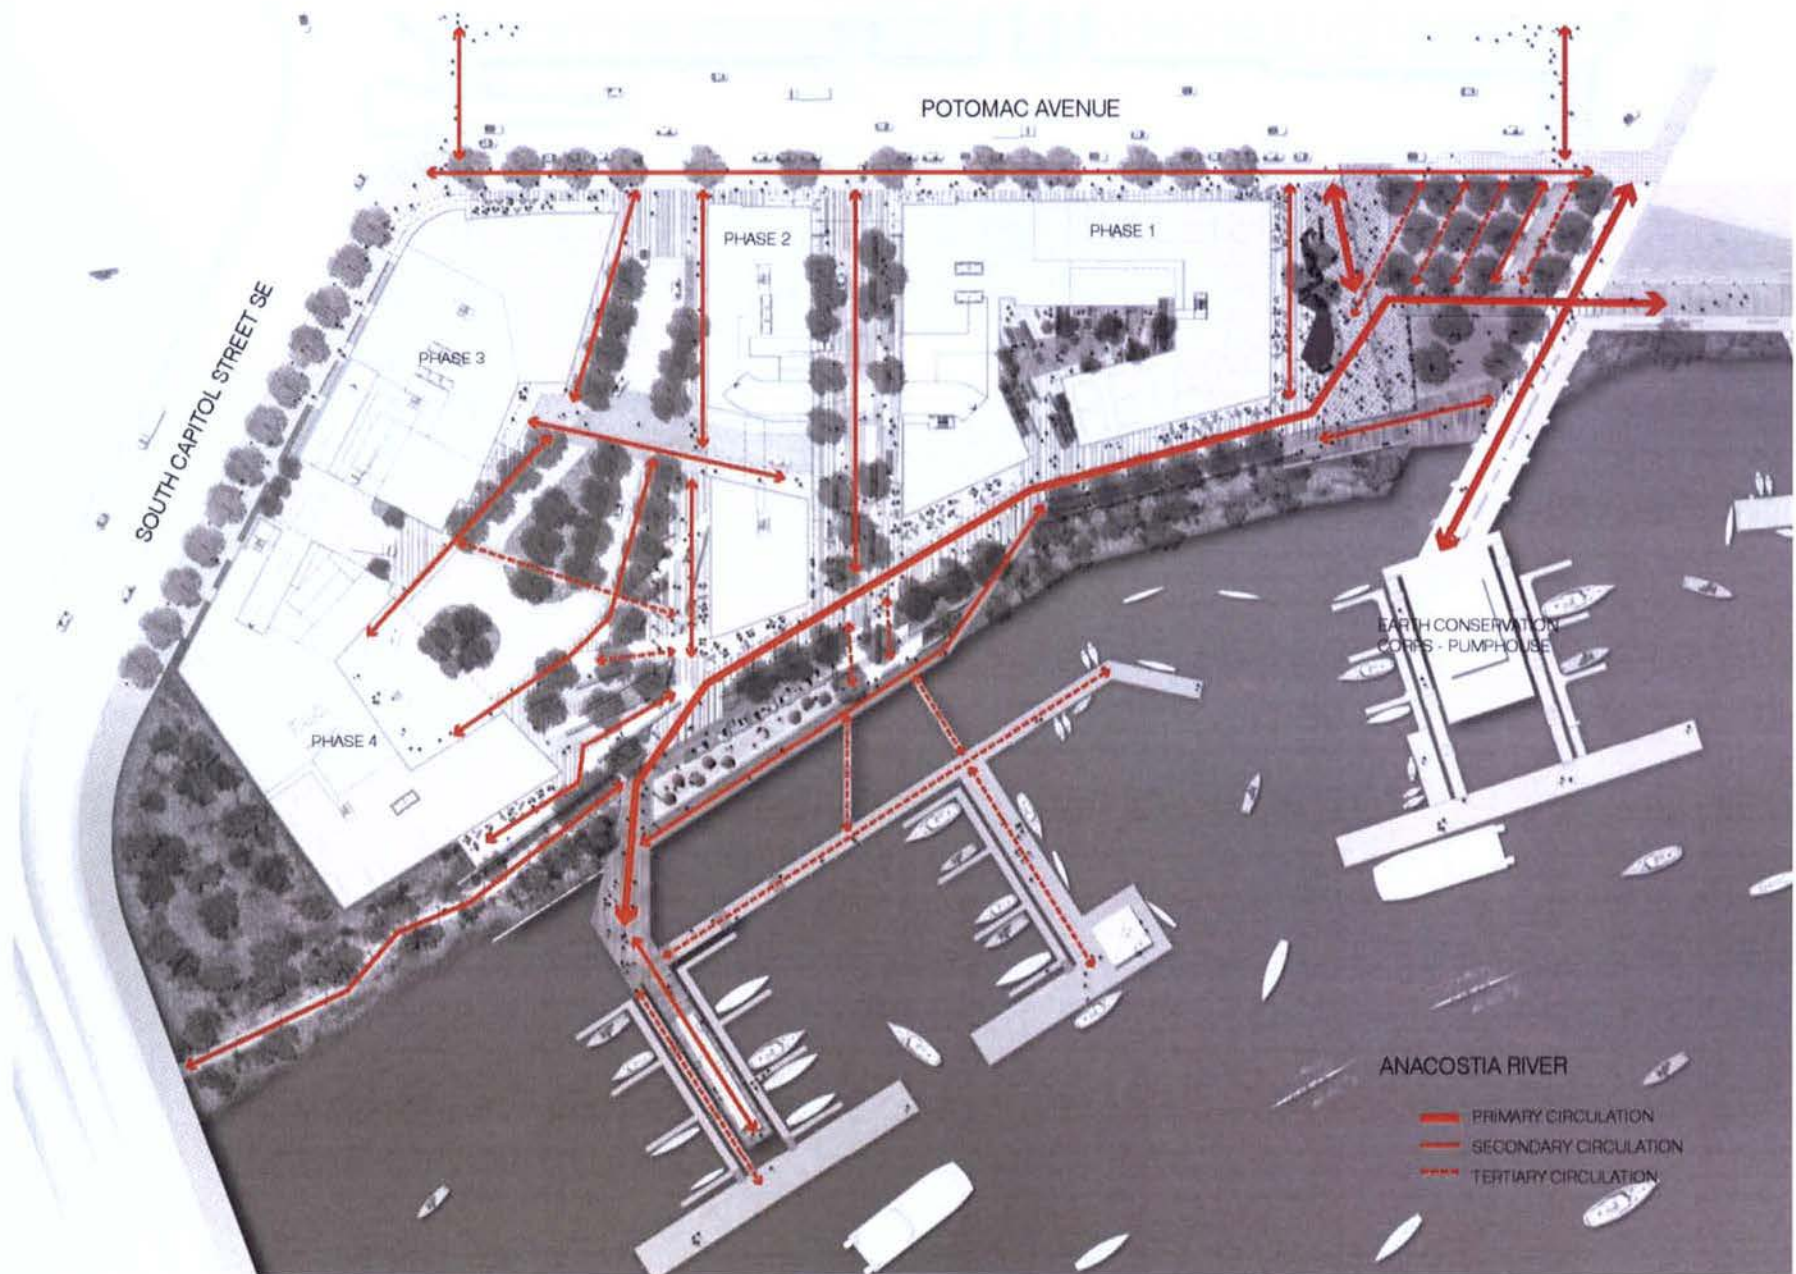 POTOMAC AVENUE
PHASE 1
PHASE 2
SOUTH CAPITOL STREET SE
PHASE 3
EARTH CONSERVATION
CORPS - PUMPHOUSE
PHASE 4
ANACOSTIA RIVER
PRIMARY CIRCULATION
SECONDARY CIRCULATION
TERTIARY CIRCULATION